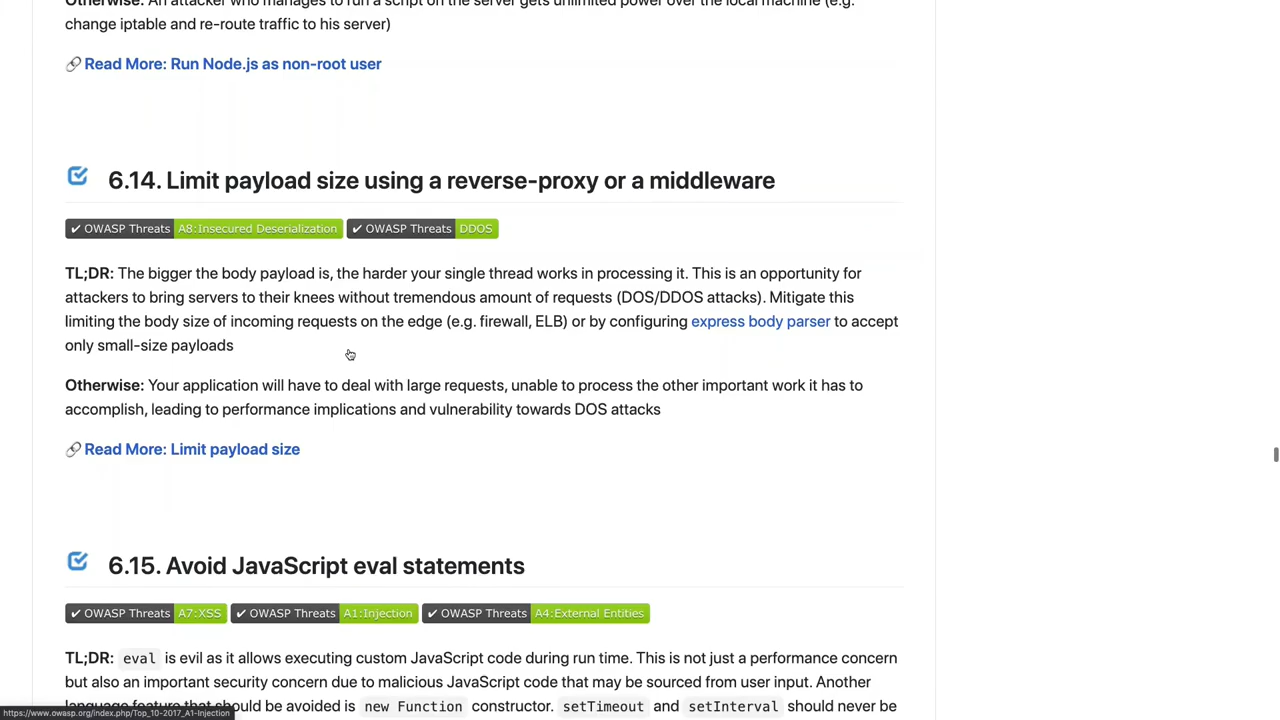 Otherwise: An attacker who manages to run a script on the server gets unlimited power over the local machine (e.g.
change iptable and re-route traffic to his server)
Read More: Run Node.js as non-root user
6.14. Limit payload size using a reverse-proxy or a middleware
✔ OWASP Threats A8:Insecured Deserialization ✔ OWASP Threats DDOS
TL;DR: The bigger the body payload is, the harder your single thread works in processing it. This is an opportunity for
attackers to bring servers to their knees without tremendous amount of requests (DOS/DDOS attacks). Mitigate this
limiting the body size of incoming requests on the edge (e.g. firewall, ELB) or by configuring express body parser to accept
only small-size payloads
Otherwise: Your application will have to deal with large requests, unable to process the other important work it has to
accomplish, leading to performance implications and vulnerability towards DOS attacks
Read More: Limit payload size
6.15. Avoid JavaScript eval statements
✔ OWASP Threats A7:XSS ✔ OWASP Threats A1:Injection ✔ OWASP Threats A4:External Entities
TL;DR: eval is evil as it allows executing custom JavaScript code during run time. This is not just a performance concern
but also an important security concern due to malicious JavaScript code that may be sourced from user input. Another
language feature that should be avoided is new Function constructor. setTimeout and setInterval should never be
https://www.owasp.org/index.php/Top_10-2017_A1-Injection